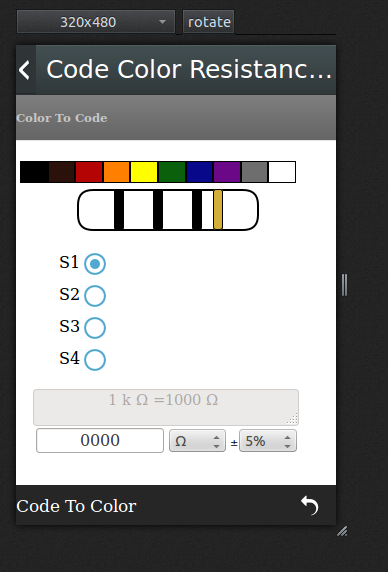 320x480
rotate
Code Color Resistanc...
Color To Code
S1
S2
S3
S4
1 k Ω =1000 Ω
0000 Ω ± 5%
Code To Color